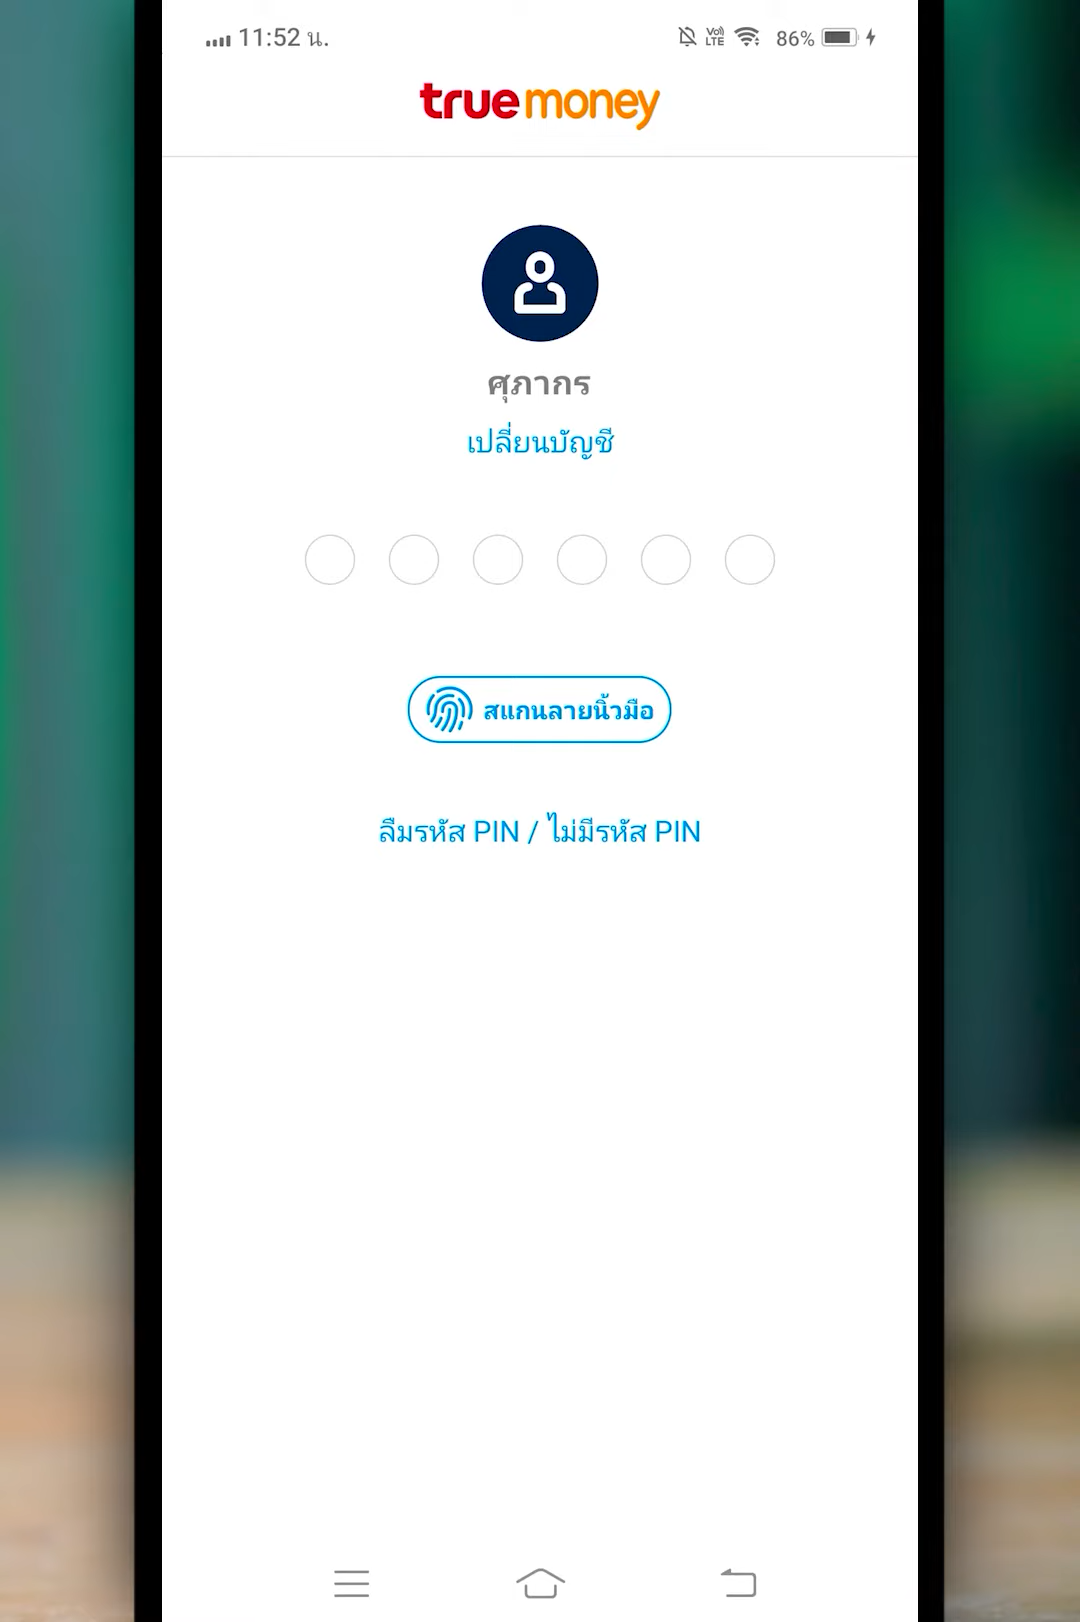 11:52 น. Vo) LTE 86%
truemoney
ศุภากร
เปลี่ยนบัญชี
สแกนลายนิ้วมือ
ลืมรหัส PIN / ไม่มีรหัส PIN